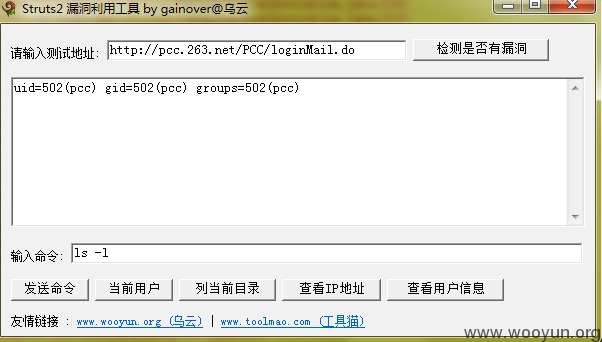 Struts2 漏洞利用工具 by gainover@乌云
请输入测试地址: http://pcc.263.net/PCC/loginMail.do 检测是否有漏洞
uid=502(pcc) gid=502(pcc) groups=502(pcc)
输入命令: ls -l
发送命令 当前用户 列当前目录 查看IP地址 查看用户信息
友情链接 : www.wooyun.org (乌云) | www.toolmao.com (工具猫)
www.wooyun.org